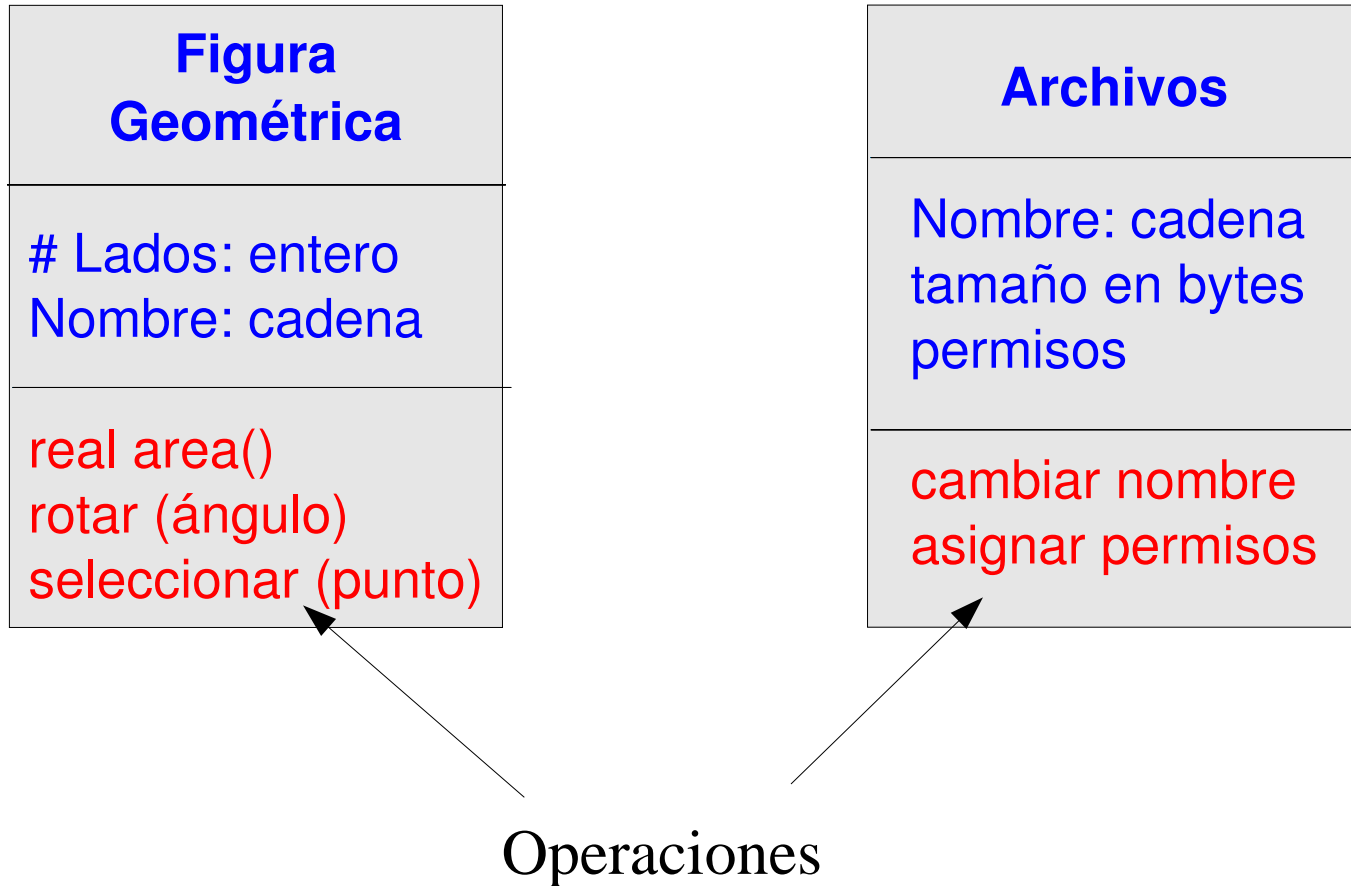 Figura
Geométrica
# Lados: entero
Nombre: cadena
real area()
rotar (ángulo)
seleccionar (punto)
Archivos
Nombre: cadena
tamaño en bytes
permisos
cambiar nombre
asignar permisos
Operaciones